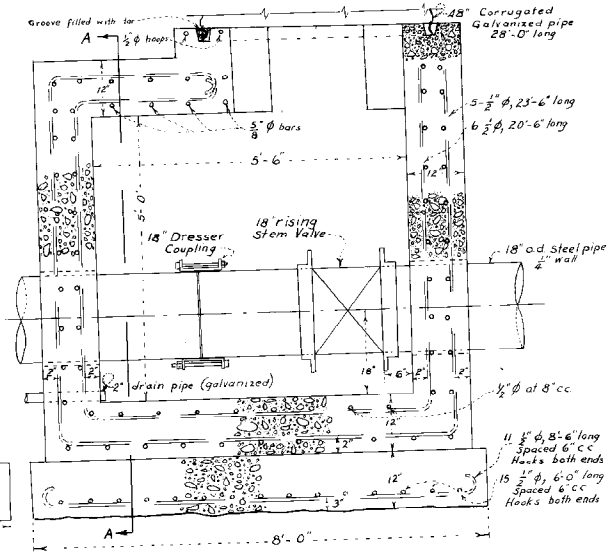 Groove filled with tar
48" Corrugated
Galvanized pipe
28'-0" long
A
1/2" φ hoops
12"
5/8" φ bars
5-1/2" φ, 23'-6" long
6 1/2" φ, 20'-6" long
5'-6"
12"
5'-0"
18" Dresser
Coupling
18" rising
Stem Valve
18" o.d. Steel pipe
1/4" wall
18"
6"
2"
2"
2"
2"
2" drain pipe (galvanized)
1/2" φ at 8" cc.
12"
2"
11 1/2" φ, 8'-6" long
Spaced 6" cc
Hooks both ends
12"
15 1/2" φ, 6'-0" long
Spaced 6" cc
Hooks both ends
3"
A
8'-0"